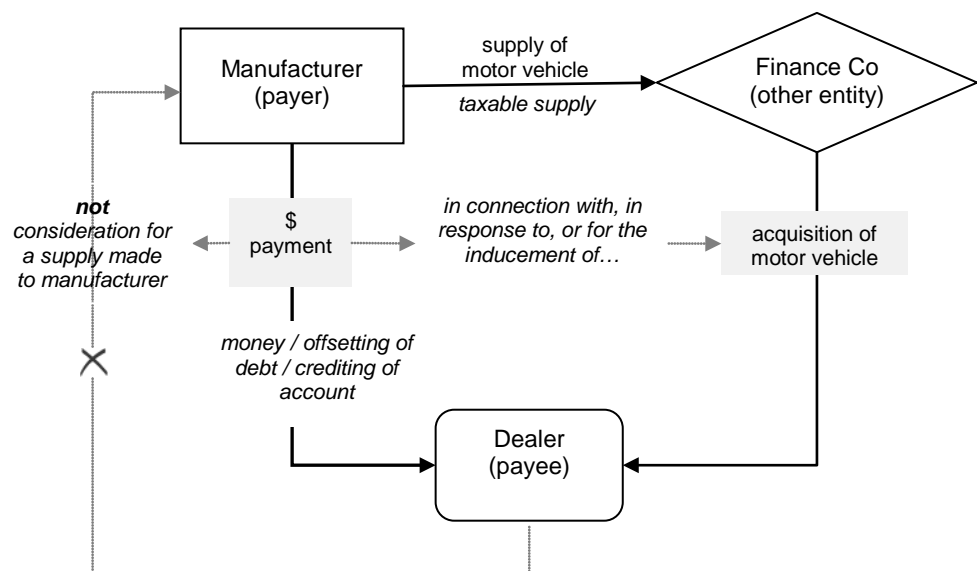 Manufacturer
(payer)
supply of
motor vehicle
taxable supply
Finance Co
(other entity)
not
consideration for
a supply made
to manufacturer
$
payment
in connection with, in
response to, or for the
inducement of…
acquisition of
motor vehicle
money / offsetting of
debt / crediting of
account
Dealer
(payee)